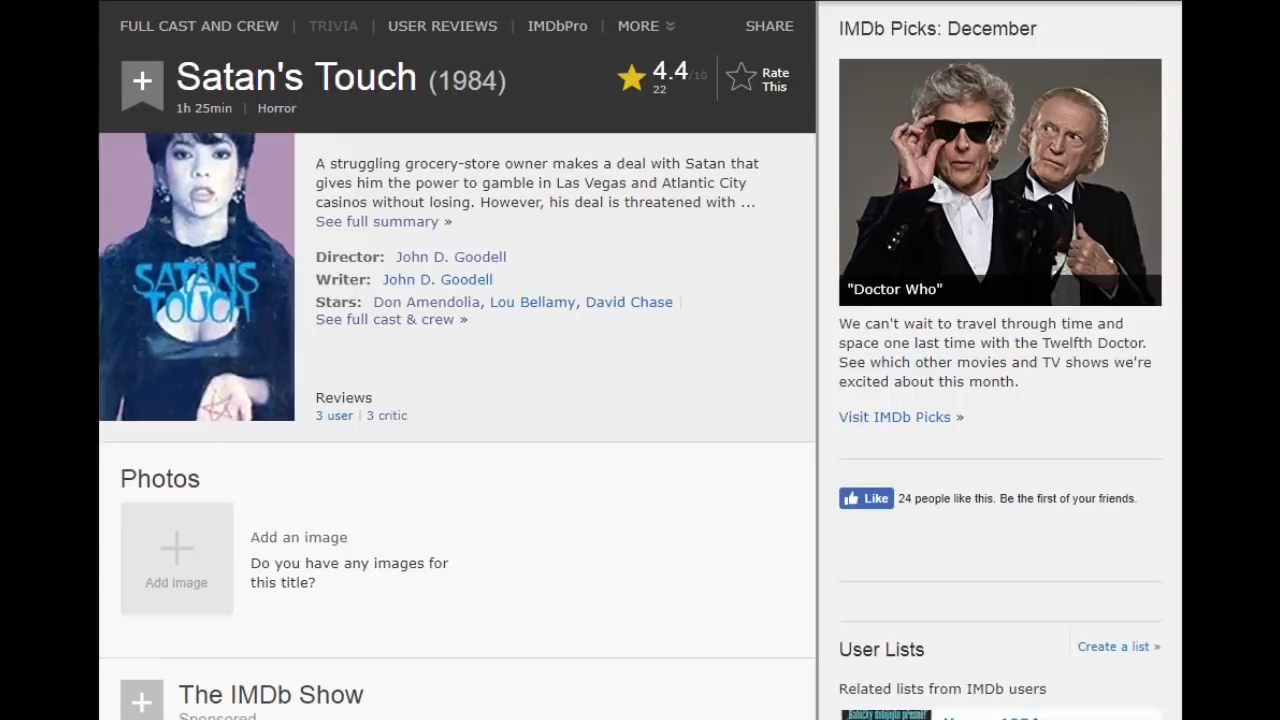 FULL CAST AND CREW | TRIVIA | USER REVIEWS | IMDbPro | MORE SHARE
Satan's Touch (1984)
1h 25min | Horror
4.4/10
22
Rate
This
SATAN'S
TOUCH
A struggling grocery-store owner makes a deal with Satan that
gives him the power to gamble in Las Vegas and Atlantic City
casinos without losing. However, his deal is threatened with ...
See full summary »
Director: John D. Goodell
Writer: John D. Goodell
Stars: Don Amendolia, Lou Bellamy, David Chase |
See full cast & crew »
Reviews
3 user | 3 critic
Photos
Add Image
Add an image
Do you have any images for
this title?
The IMDb Show
Sponsored
IMDb Picks: December
"Doctor Who"
We can't wait to travel through time and
space one last time with the Twelfth Doctor.
See which other movies and TV shows we're
excited about this month.
Visit IMDb Picks »
Like 24 people like this. Be the first of your friends.
User Lists
Create a list »
Related lists from IMDb users